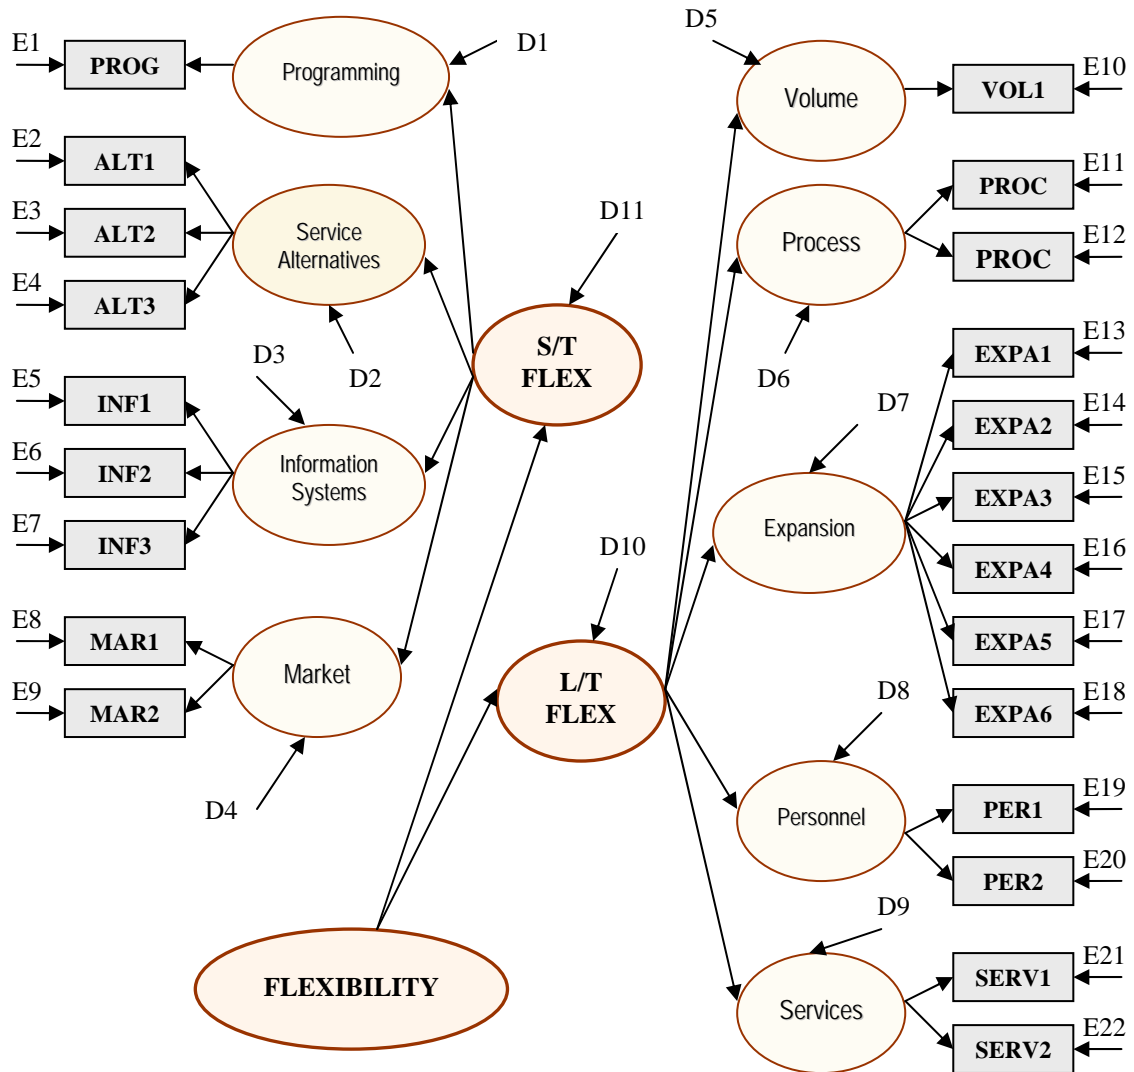 E1
PROG
Programming
D1
E2
ALT1
E3
ALT2
E4
ALT3
Service
Alternatives
D2
D11
D3
S/T
FLEX
E5
INF1
E6
INF2
E7
INF3
Information
Systems
E8
MAR1
E9
MAR2
Market
D4
D10
L/T
FLEX
FLEXIBILITY
D5
Volume
VOL1
E10
Process
PROC
E11
PROC
E12
D6
D7
Expansion
EXPA1
E13
EXPA2
E14
EXPA3
E15
EXPA4
E16
EXPA5
E17
EXPA6
E18
D8
Personnel
PER1
E19
PER2
E20
D9
Services
SERV1
E21
SERV2
E22